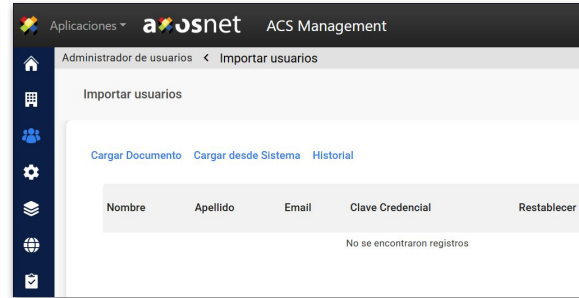 Aplicaciones axosnet ACS Management
Administrador de usuarios < Importar usuarios
Importar usuarios
Cargar Documento Cargar desde Sistema Historial
Nombre Apellido Email Clave Credencial Restablecer
No se encontraron registros